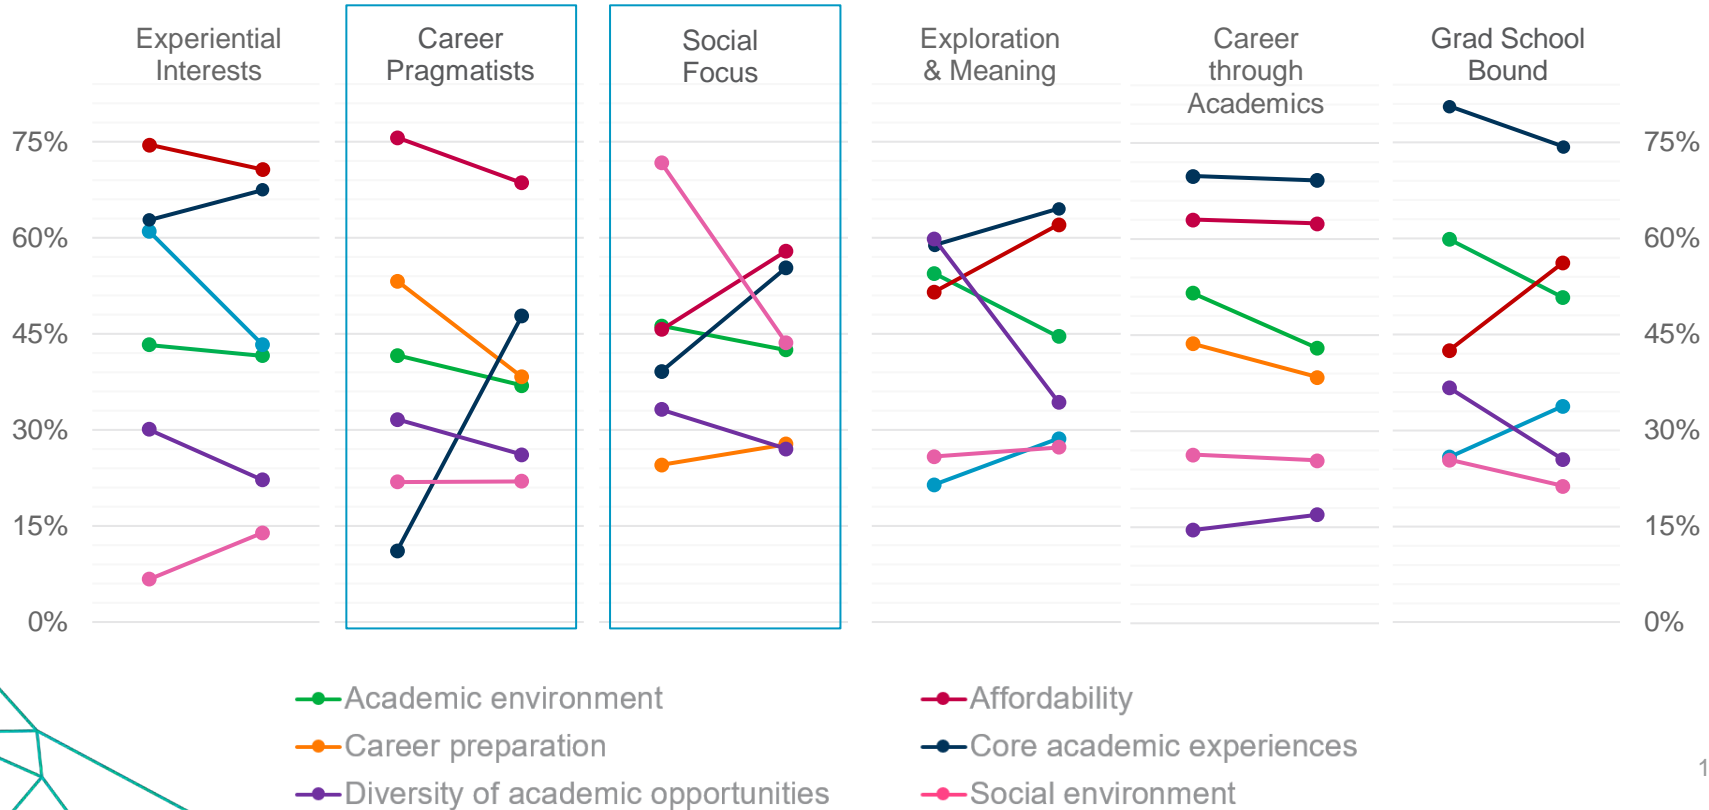 Experiential
Interests
Career
Pragmatists
Social
Focus
Exploration
& Meaning
Career
through
Academics
Grad School
Bound
75%
75%
60%
60%
45%
45%
30%
30%
15%
15%
0%
0%
Academic environment
Affordability
Career preparation
Core academic experiences
Diversity of academic opportunities
Social environment
1